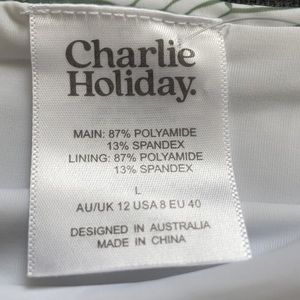 Charlie
Holiday.
MAIN: 87% POLYAMIDE
13% SPANDEX
LINING: 87% POLYAMIDE
13% SPANDEX
L
AU/UK 12 USA 8 EU 40
DESIGNED IN AUSTRALIA
MADE IN CHINA